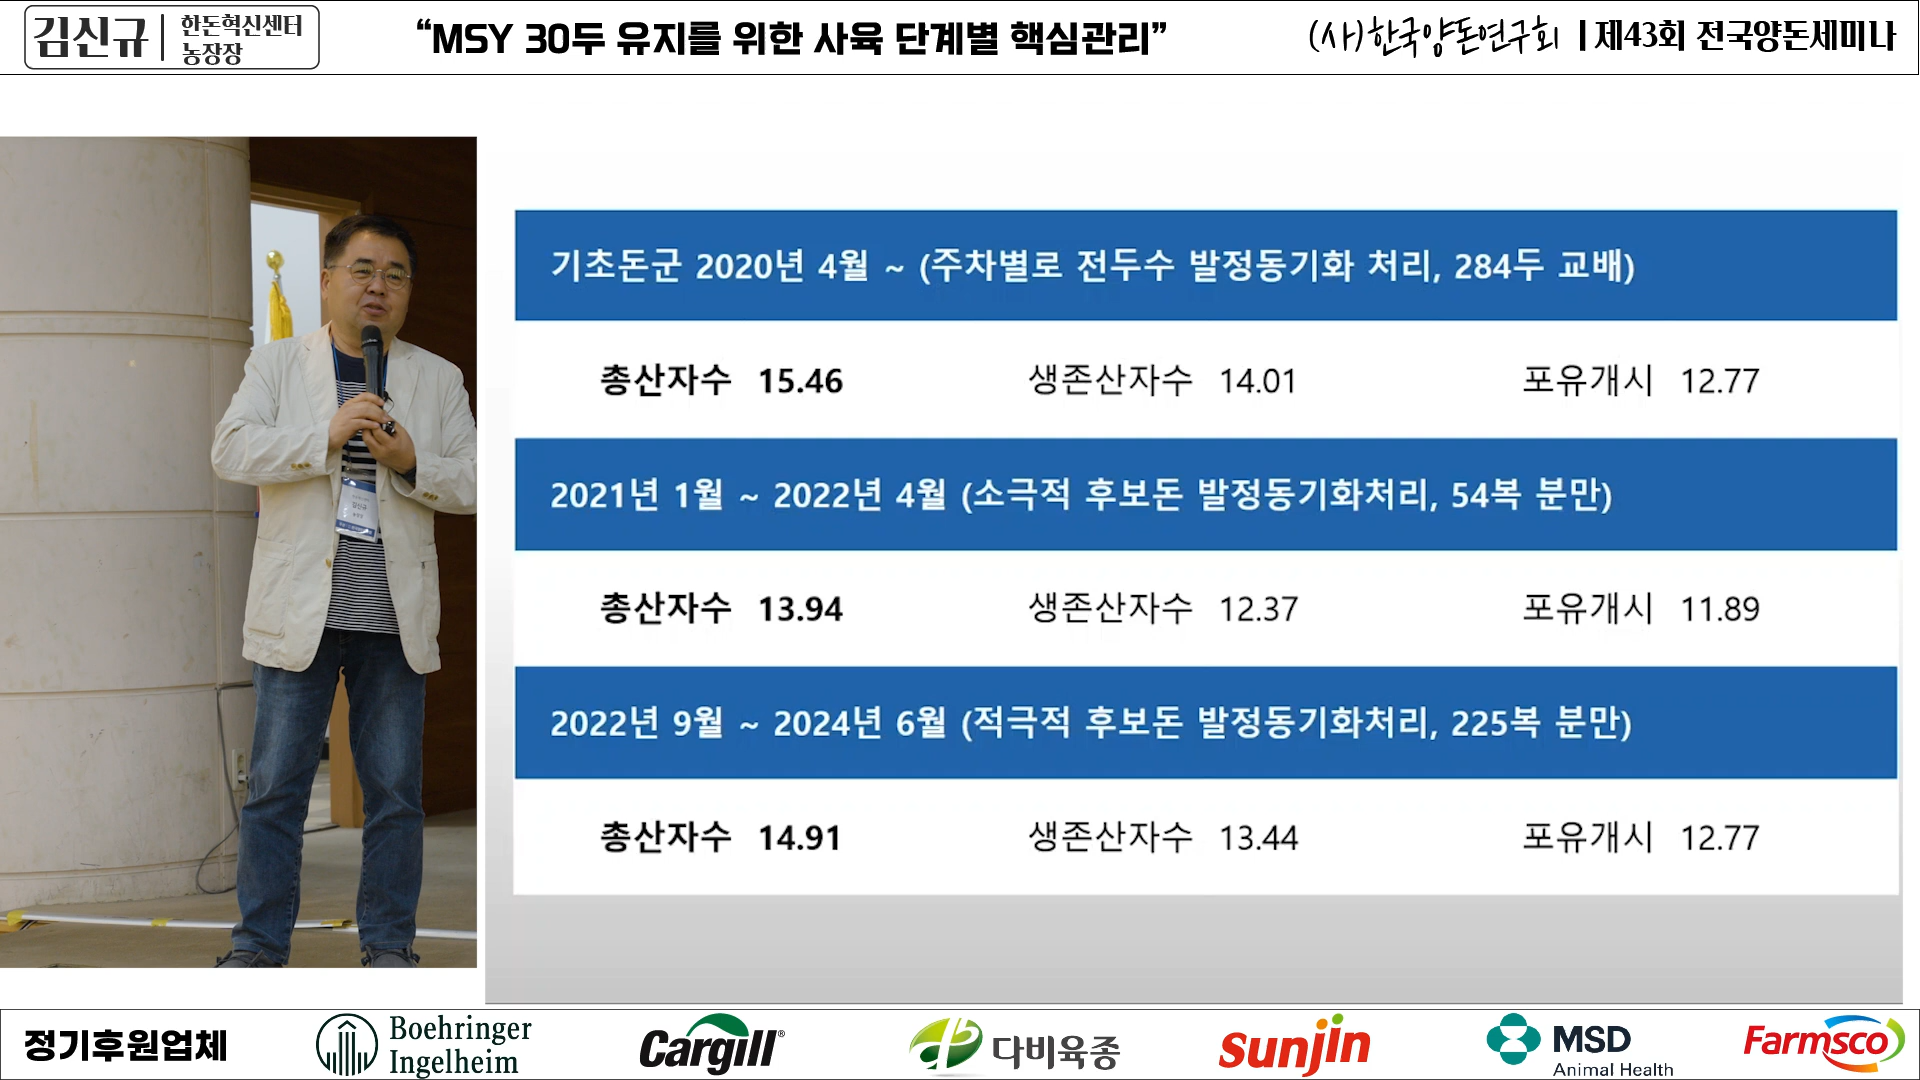 김신규
한돈혁신센터
농장장
“MSY 30두 유지를 위한 사육 단계별 핵심관리”
(사)한국양돈연구회 | 제43회 전국양돈세미나
기초돈군 2020년 4월 ~ (주차별로 전두수 발정동기화 처리, 284두 교배)
총산자수 15.46 생존산자수 14.01 포유개시 12.77
2021년 1월 ~ 2022년 4월 (소극적 후보돈 발정동기화처리, 54복 분만)
총산자수 13.94 생존산자수 12.37 포유개시 11.89
2022년 9월 ~ 2024년 6월 (적극적 후보돈 발정동기화처리, 225복 분만)
총산자수 14.91 생존산자수 13.44 포유개시 12.77
김신규
정기후원업체
Boehringer
Ingelheim
Cargill®
다비육종
sunjin
MSD
Animal Health
Farmsco